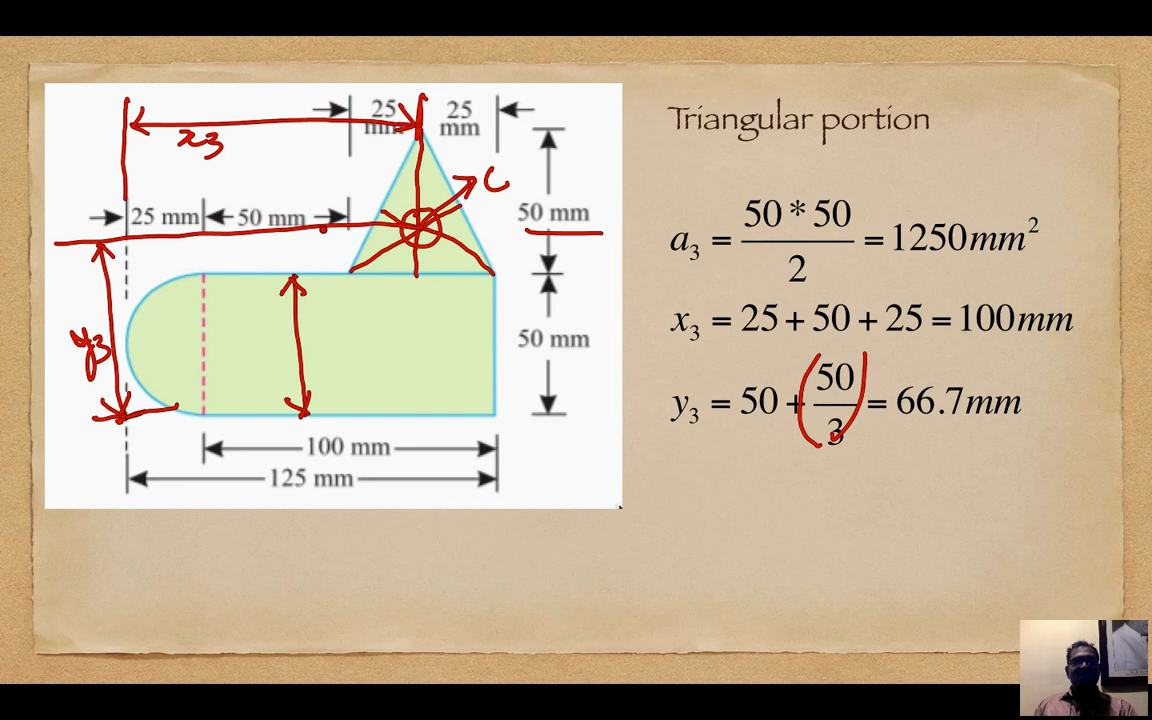 Triangular portion
25 mm
25 mm
x3
C
25 mm
50 mm
50 mm
50 mm
y3
100 mm
125 mm
a₃ = 50 * 50 / 2 = 1250mm²
x₃ = 25 + 50 + 25 = 100mm
y₃ = 50 + (50 / 3) = 66.7mm